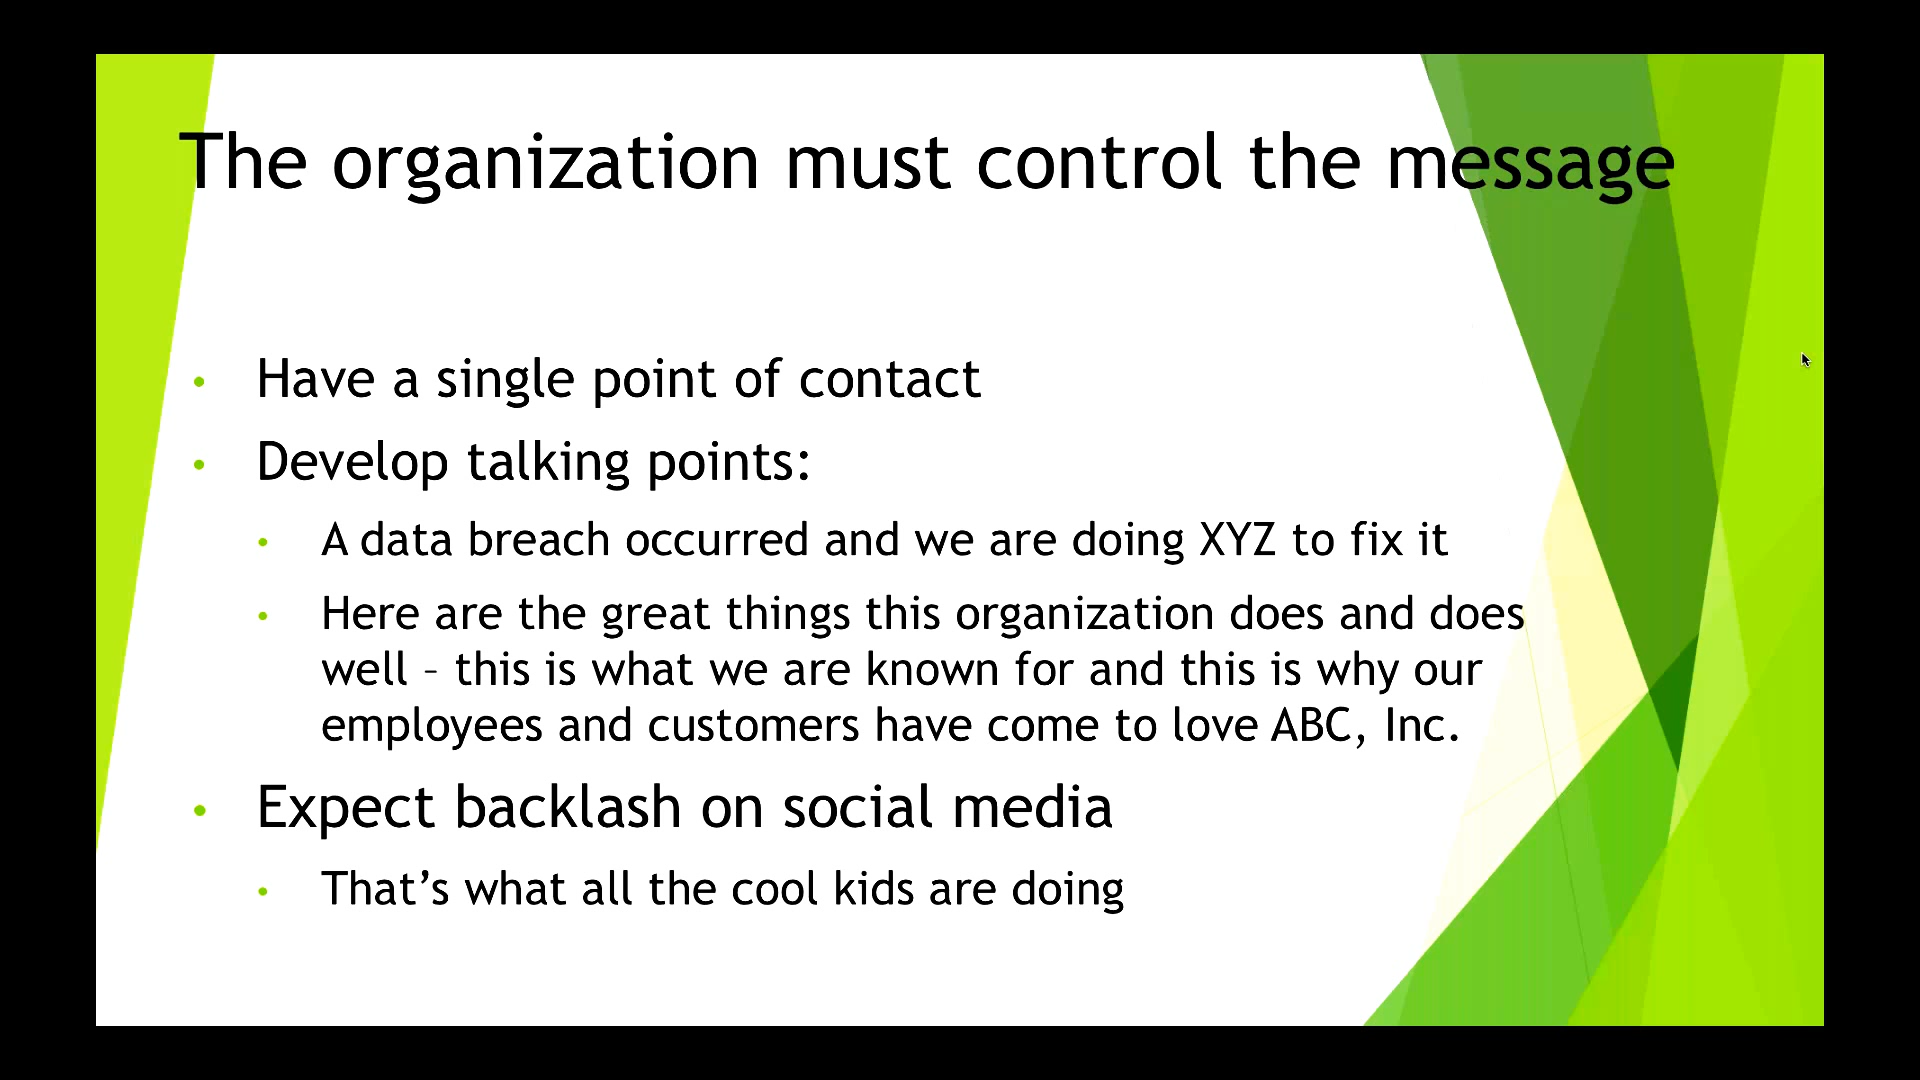 The organization must control the message
• Have a single point of contact
• Develop talking points:
• A data breach occurred and we are doing XYZ to fix it
• Here are the great things this organization does and does
well – this is what we are known for and this is why our
employees and customers have come to love ABC, Inc.
• Expect backlash on social media
• That’s what all the cool kids are doing